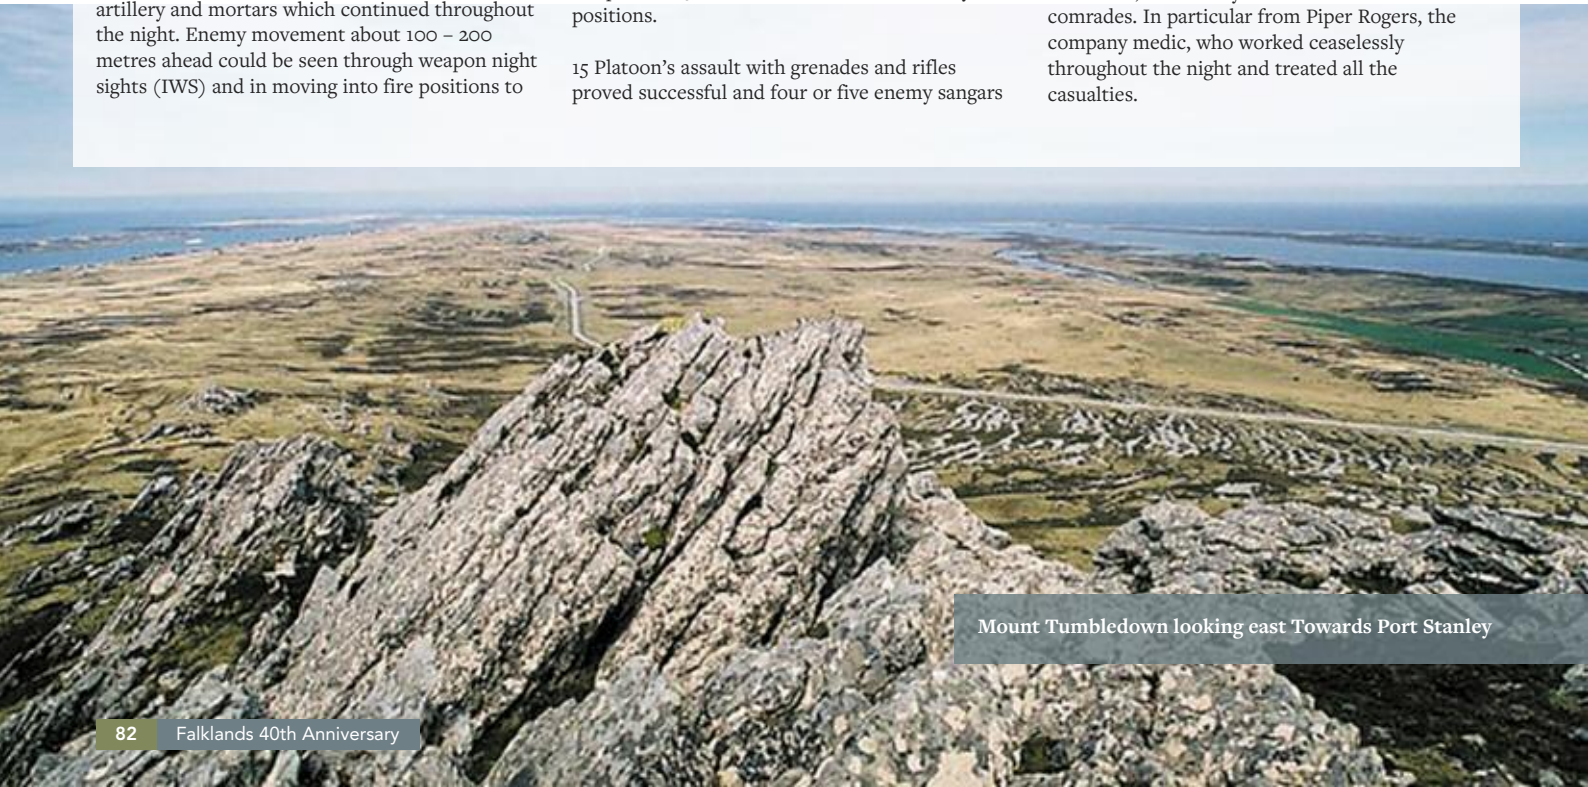 artillery and mortars which continued throughout
the night. Enemy movement about 100 – 200
metres ahead could be seen through weapon night
sights (IWS) and in moving into fire positions to
positions.
15 Platoon’s assault with grenades and rifles
proved successful and four or five enemy sangars
comrades. In particular from Piper Rogers, the
company medic, who worked ceaselessly
throughout the night and treated all the
casualties.
Mount Tumbledown looking east Towards Port Stanley
82 Falklands 40th Anniversary